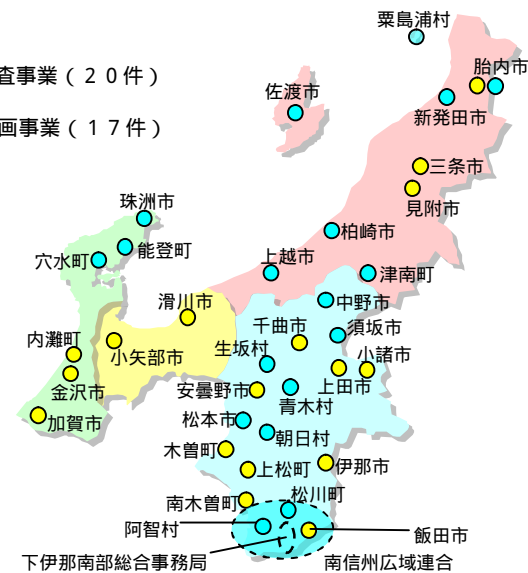 粟島浦村
査事業(20件)
胎内市
佐渡市
新発田市
画事業(17件)
三条市
見附市
珠洲市
柏崎市
能登町
上越市
穴水町
津南町
滑川市
中野市
千曲市
須坂市
内灘町
小矢部市
生坂村
小諸市
金沢市
安曇野市
上田市
青木村
加賀市
松本市
朝日村
木曽町
上松町
伊那市
南木曽町
松川町
阿智村
飯田市
下伊那南部総合事務局
南信州広域連合